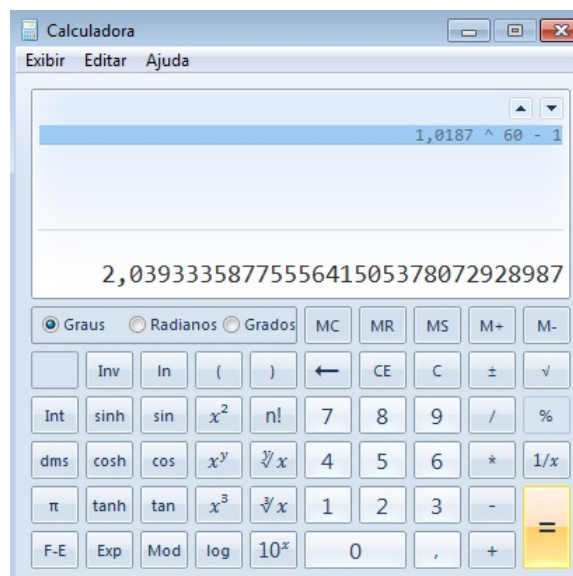 Calculadora
Exibir Editar Ajuda
1,0187 ^ 60 - 1
2,0393335877555641505378072928987
Graus Radianos Grados MC MR MS M+ M-
Inv In ( ) ← CE C ± √
Int sinh sin x² n! 7 8 9 / %
dms cosh cos xʸ ʸ√x 4 5 6 * 1/x
π tanh tan x³ ³√x 1 2 3 - =
F-E Exp Mod log 10ˣ 0 , +